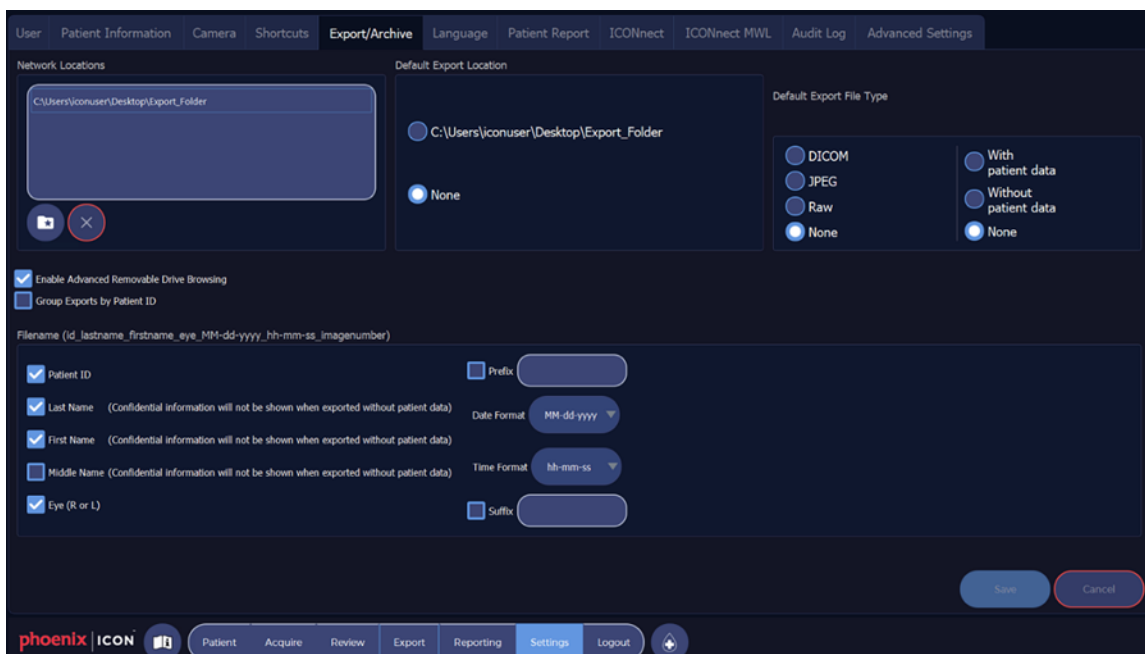 User Patient Information Camera Shortcuts Export/Archive Language Patient Report ICONnect ICONnect MWL Audit Log Advanced Settings
Network Locations
C:\Users\iconuser\Desktop\Export_Folder
Default Export Location
C:\Users\iconuser\Desktop\Export_Folder
None
Default Export File Type
DICOM
JPEG
Raw
None
With
patient data
Without
patient data
None
Enable Advanced Removable Drive Browsing
Group Exports by Patient ID
Filename (id_lastname_firstname_eye_MM-dd-yyyy_hh-mm-ss_imagenumber)
Patient ID
Last Name (Confidential information will not be shown when exported without patient data)
First Name (Confidential information will not be shown when exported without patient data)
Middle Name (Confidential information will not be shown when exported without patient data)
Eye (R or L)
Prefix
Date Format MM-dd-yyyy
Time Format hh-mm-ss
Suffix
Save Cancel
phoenix ICON Patient Acquire Review Export Reporting Settings Logout